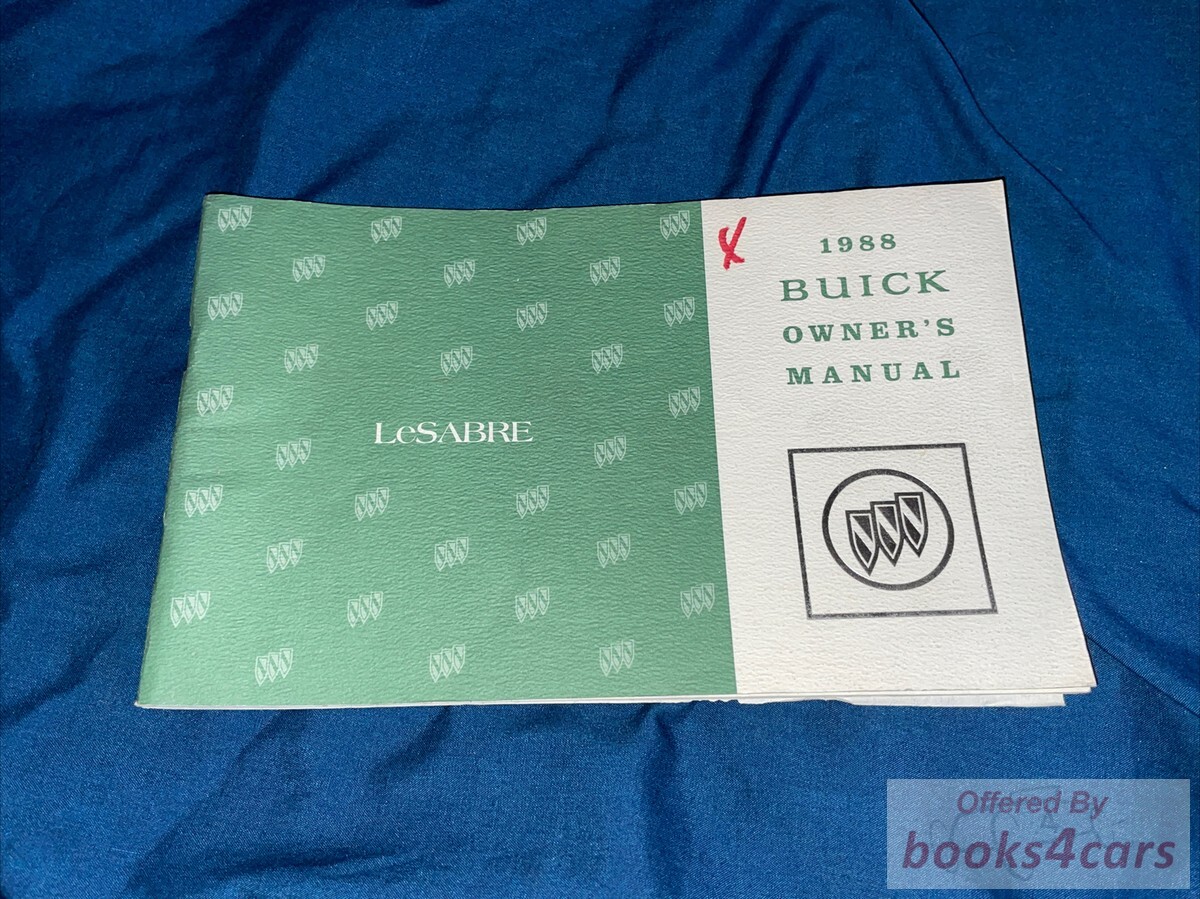 LeSABRE
1988
BUICK
OWNER'S
MANUAL
Offered By
books4cars